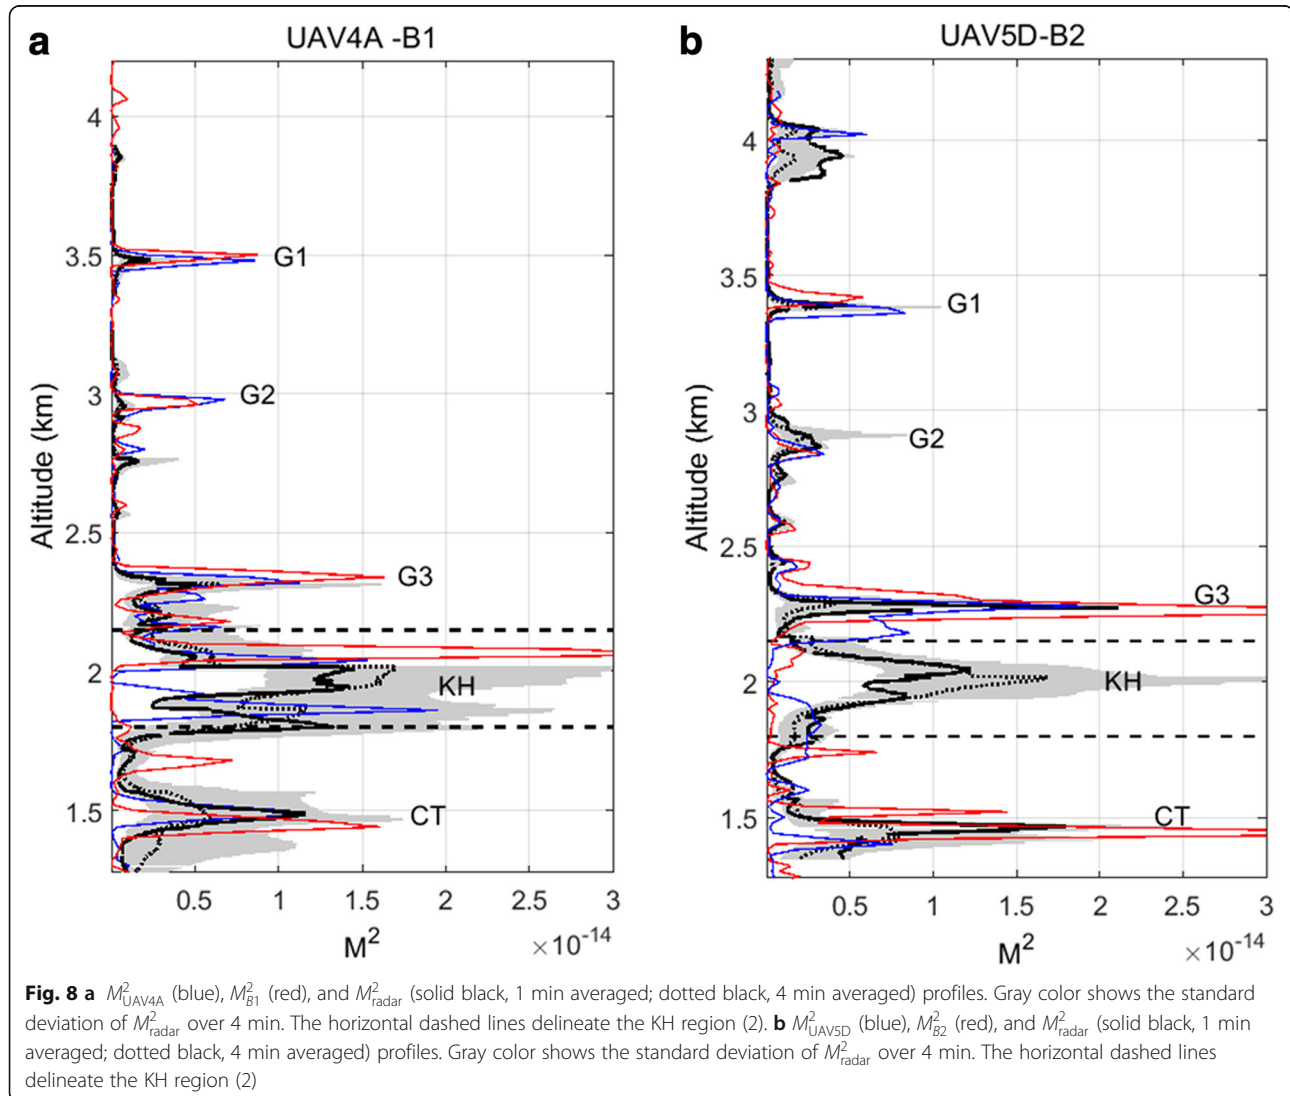 a
UAV4A -B1
b
UAV5D-B2
4
3.5
3
2.5
2
1.5
Altitude (km)
G1
G2
G3
KH
CT
0.5
1
1.5
2
2.5
3
M²
×10⁻¹⁴
4
3.5
3
2.5
2
1.5
Altitude (km)
G1
G2
G3
KH
CT
0.5
1
1.5
2
2.5
3
M²
×10⁻¹⁴
Fig. 8 a M²UAV4A (blue), M²B1 (red), and M²radar (solid black, 1 min averaged; dotted black, 4 min averaged) profiles. Gray color shows the standard
deviation of M²radar over 4 min. The horizontal dashed lines delineate the KH region (2). b M²UAV5D (blue), M²B2 (red), and M²radar (solid black, 1 min
averaged; dotted black, 4 min averaged) profiles. Gray color shows the standard deviation of M²radar over 4 min. The horizontal dashed lines
delineate the KH region (2)